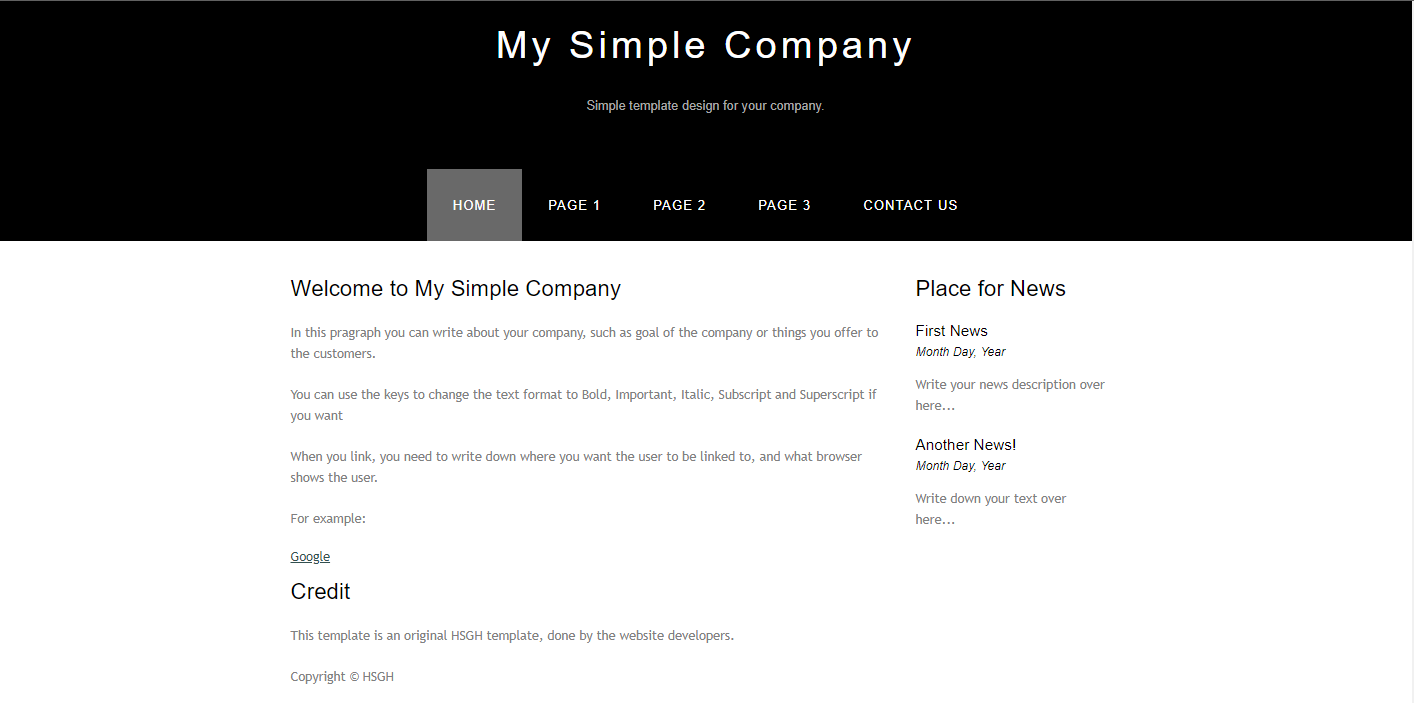 My Simple Company
Simple template design for your company.
HOME PAGE 1 PAGE 2 PAGE 3 CONTACT US
Welcome to My Simple Company
In this pragraph you can write about your company, such as goal of the company or things you offer to
the customers.
You can use the keys to change the text format to Bold, Important, Italic, Subscript and Superscript if
you want
When you link, you need to write down where you want the user to be linked to, and what browser
shows the user.
For example:
Google
Credit
This template is an original HSGH template, done by the website developers.
Copyright © HSGH
Place for News
First News
Month Day, Year
Write your news description over
here...
Another News!
Month Day, Year
Write down your text over
here...